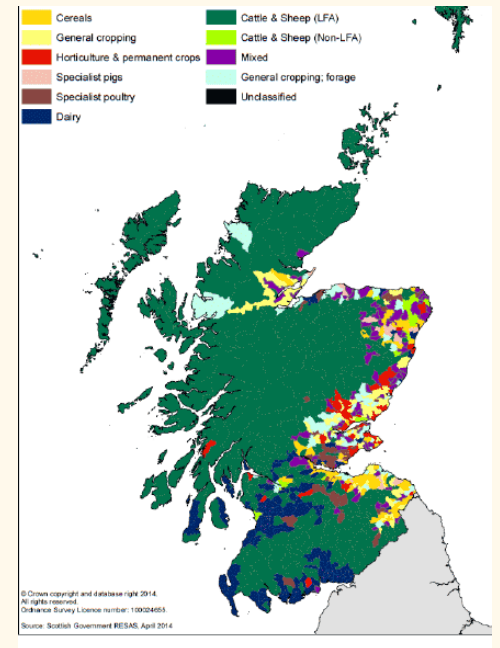 Cereals
General cropping
Horticulture & permanent crops
Specialist pigs
Specialist poultry
Dairy
Cattle & Sheep (LFA)
Cattle & Sheep (Non-LFA)
Mixed
General cropping; forage
Unclassified
© Crown copyright and database right 2014.
All rights reserved.
Ordnance Survey Licence number: 100024655.
Source: Scottish Government RESAS, April 2014